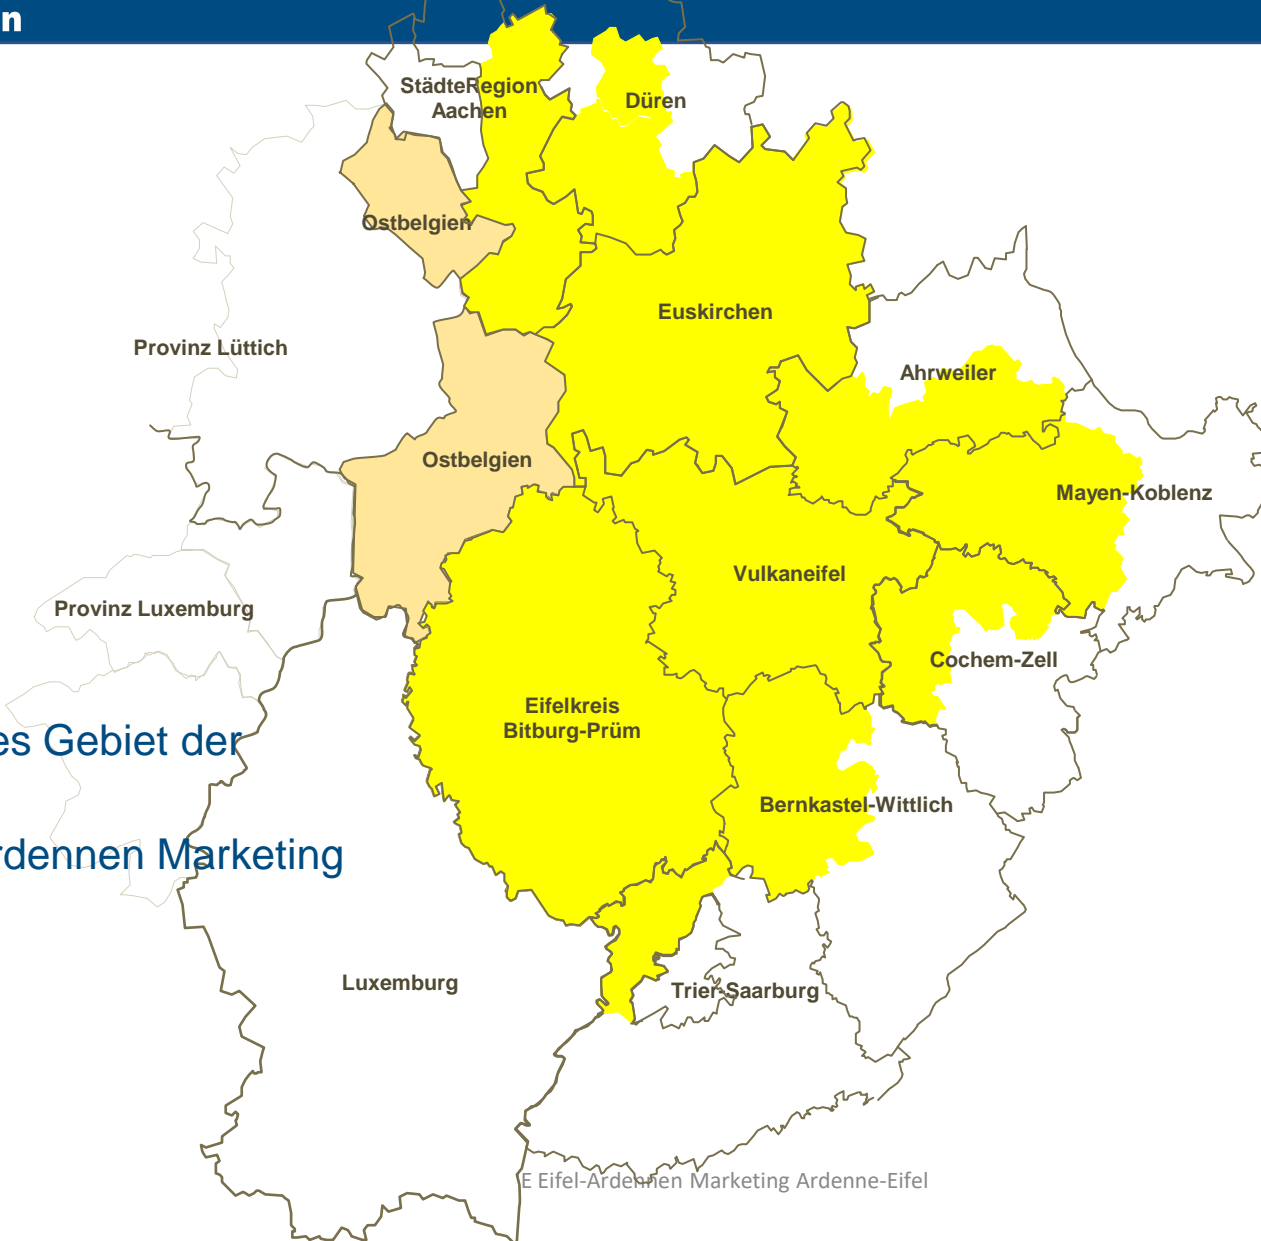 n
StädteRegion
Aachen
Düren
Ostbelgien
Euskirchen
Provinz Lüttich
Ahrweiler
Ostbelgien
Mayen-Koblenz
Vulkaneifel
Provinz Luxemburg
Cochem-Zell
Eifelkreis
Bitburg-Prüm
es Gebiet der
Bernkastel-Wittlich
rdennen Marketing
Luxemburg
Trier-Saarburg
E Eifel-Ardennen Marketing Ardenne-Eifel